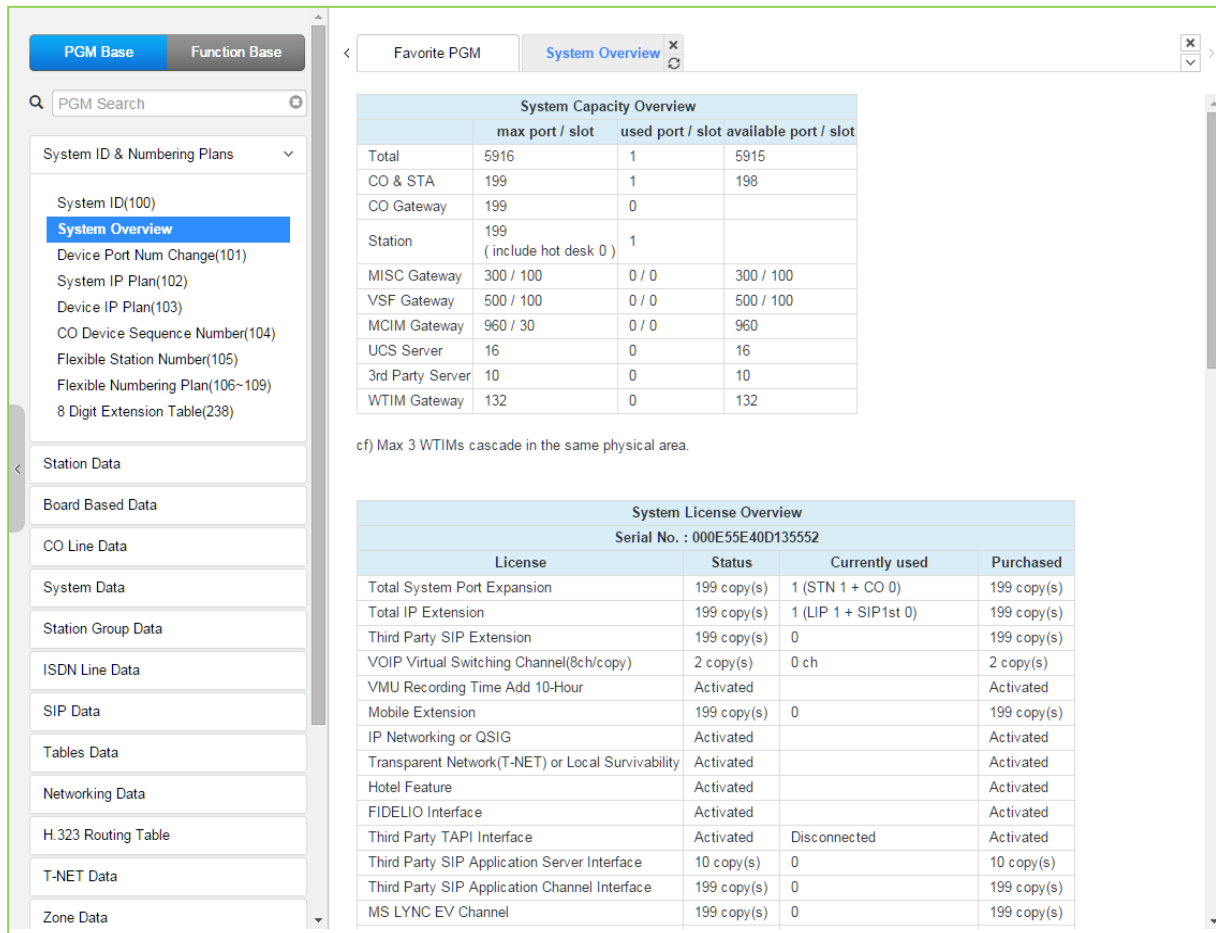 PGM Base
Function Base
PGM Search
System ID & Numbering Plans
System ID(100)
System Overview
Device Port Num Change(101)
System IP Plan(102)
Device IP Plan(103)
CO Device Sequence Number(104)
Flexible Station Number(105)
Flexible Numbering Plan(106~109)
8 Digit Extension Table(238)
Station Data
Board Based Data
CO Line Data
System Data
Station Group Data
ISDN Line Data
SIP Data
Tables Data
Networking Data
H.323 Routing Table
T-NET Data
Zone Data
Favorite PGM
System Overview
System Capacity Overview
max port / slot used port / slot available port / slot
Total 5916 1 5915
CO & STA 199 1 198
CO Gateway 199 0
Station 199 ( include hot desk 0 ) 1
MISC Gateway 300 / 100 0 / 0 300 / 100
VSF Gateway 500 / 100 0 / 0 500 / 100
MCIM Gateway 960 / 30 0 / 0 960
UCS Server 16 0 16
3rd Party Server 10 0 10
WTIM Gateway 132 0 132
cf) Max 3 WTIMs cascade in the same physical area.
System License Overview
Serial No. : 000E55E40D135552
License Status Currently used Purchased
Total System Port Expansion 199 copy(s) 1 (STN 1 + CO 0) 199 copy(s)
Total IP Extension 199 copy(s) 1 (LIP 1 + SIP1st 0) 199 copy(s)
Third Party SIP Extension 199 copy(s) 0 199 copy(s)
VOIP Virtual Switching Channel(8ch/copy) 2 copy(s) 0 ch 2 copy(s)
VMU Recording Time Add 10-Hour Activated Activated
Mobile Extension 199 copy(s) 0 199 copy(s)
IP Networking or QSIG Activated Activated
Transparent Network(T-NET) or Local Survivability Activated Activated
Hotel Feature Activated Activated
FIDELIO Interface Activated Activated
Third Party TAPI Interface Activated Disconnected Activated
Third Party SIP Application Server Interface 10 copy(s) 0 10 copy(s)
Third Party SIP Application Channel Interface 199 copy(s) 0 199 copy(s)
MS LYNC EV Channel 199 copy(s) 0 199 copy(s)